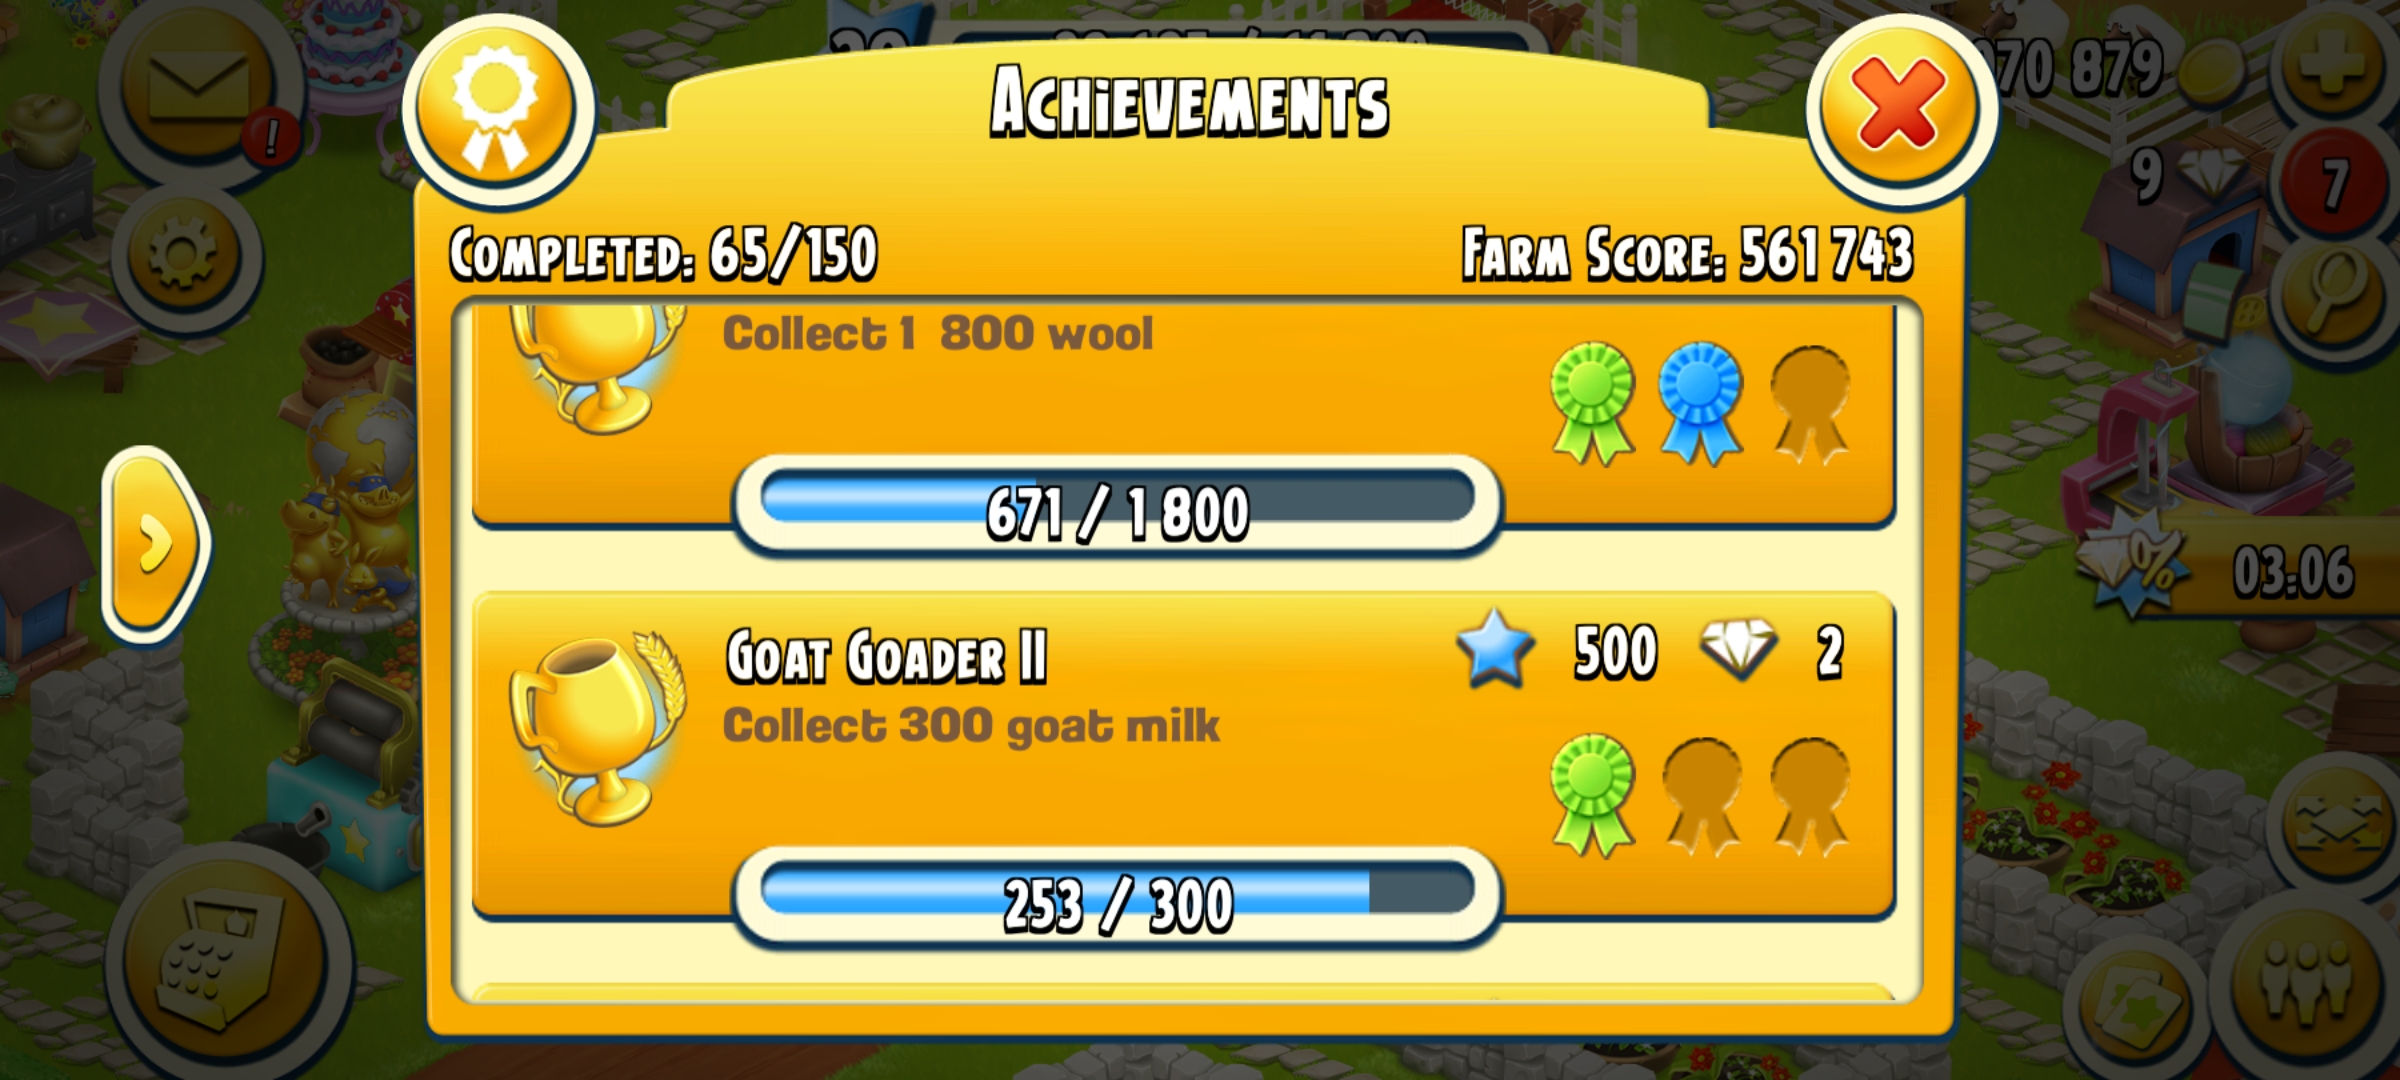 ACHIEVEMENTS
70 879
9
7
COMPLETED: 65/150
FARM SCORE: 561 743
Collect 1 800 wool
671 / 1 800
03:06
GOAT GOADER II
500
2
Collect 300 goat milk
253 / 300